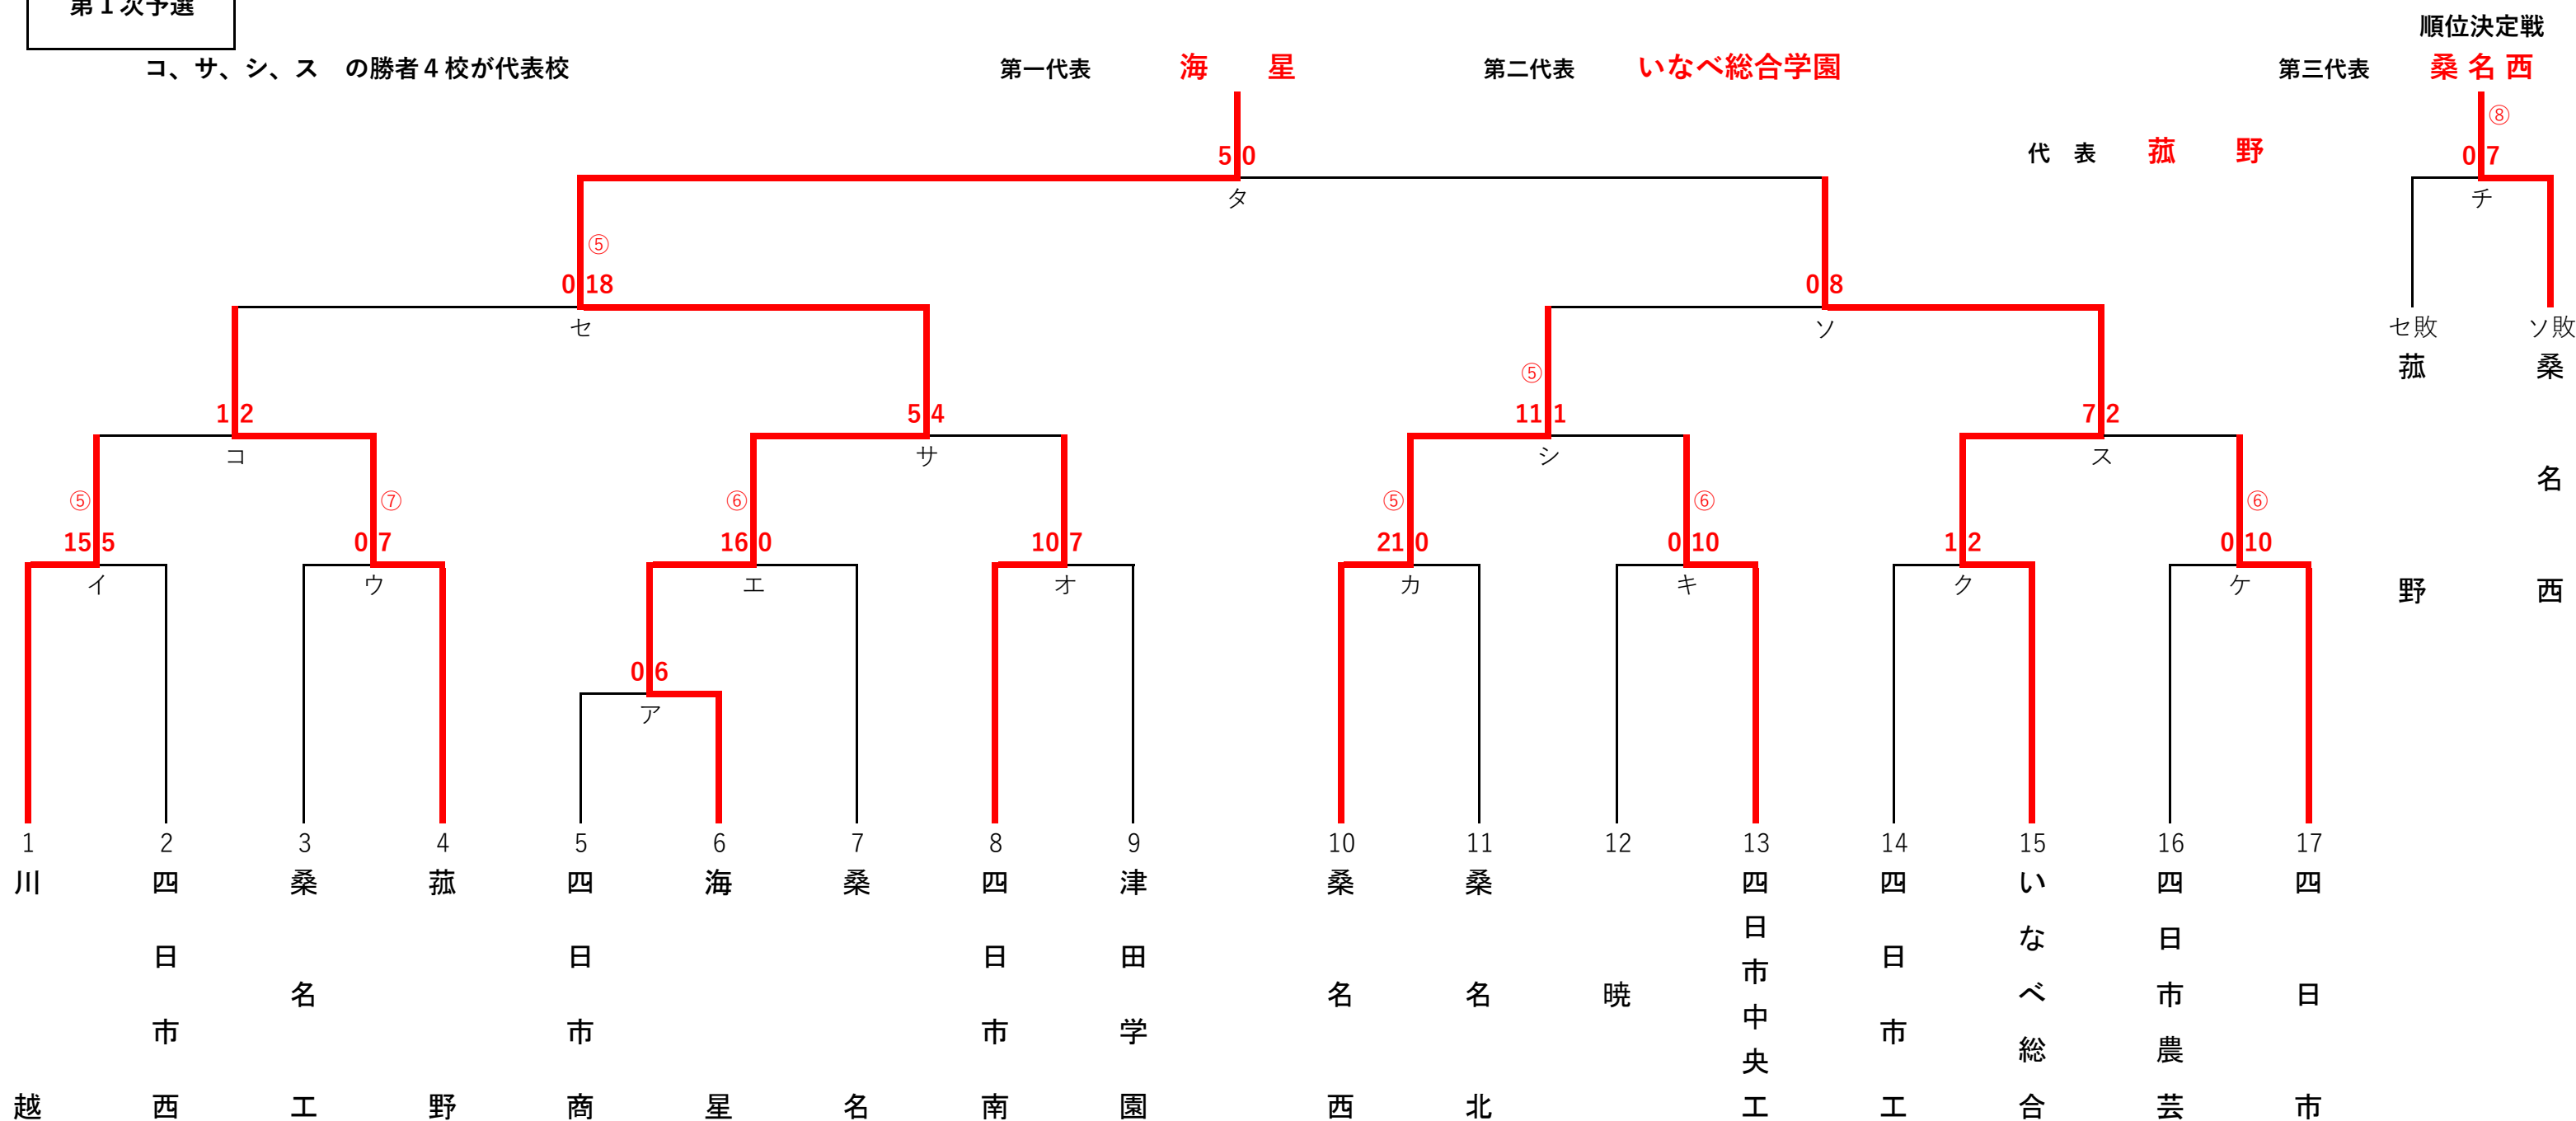 第１次予選
順位決定戦
コ、サ、シ、ス　の勝者４校が代表校
第一代表　海　星
第二代表　いなべ総合学園
第三代表　桑名西
⑧
代　表　菰　野
5 0
0 7
タ
チ
⑤
0 18
0 8
セ
ソ
セ敗
ソ敗
菰野
桑名西
⑤
1 2
5 4
11 1
7 2
コ
サ
シ
ス
⑤
⑦
⑥
⑤
⑥
⑥
15 5
0 7
16 0
10 7
21 0
0 10
1 2
0 10
イ
ウ
エ
オ
カ
キ
ク
ケ
0 6
ア
1 川越
2 四日市西
3 桑名工
4 菰野
5 四日市商
6 海星
7 桑名
8 四日市南
9 津田学園
10 桑名西
11 桑名北
12 暁
13 四日市中央工
14 四日市工
15 いなべ総合
16 四日市農芸
17 四日市